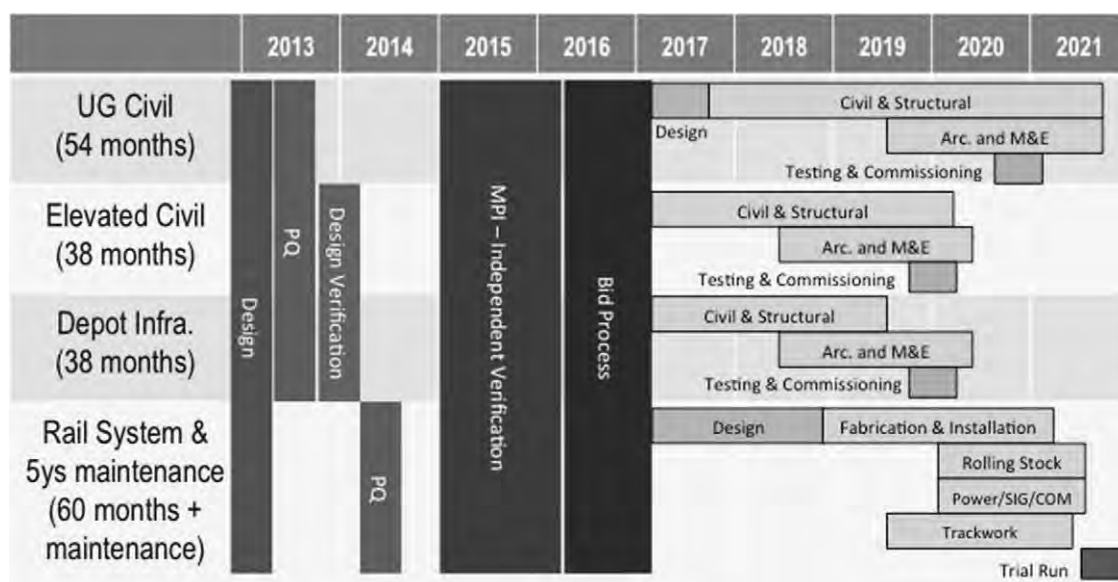 2013 2014 2015 2016 2017 2018 2019 2020 2021
UG Civil
(54 months)
Elevated Civil
(38 months)
Depot Infra.
(38 months)
Rail System &
5ys maintenance
(60 months +
maintenance)
Design
PQ
Design Verification
PQ
MPI – Independent Verification
Bid Process
Design
Civil & Structural
Arc. and M&E
Testing & Commissioning
Civil & Structural
Arc. and M&E
Testing & Commissioning
Civil & Structural
Arc. and M&E
Testing & Commissioning
Design
Fabrication & Installation
Rolling Stock
Power/SIG/COM
Trackwork
Trial Run